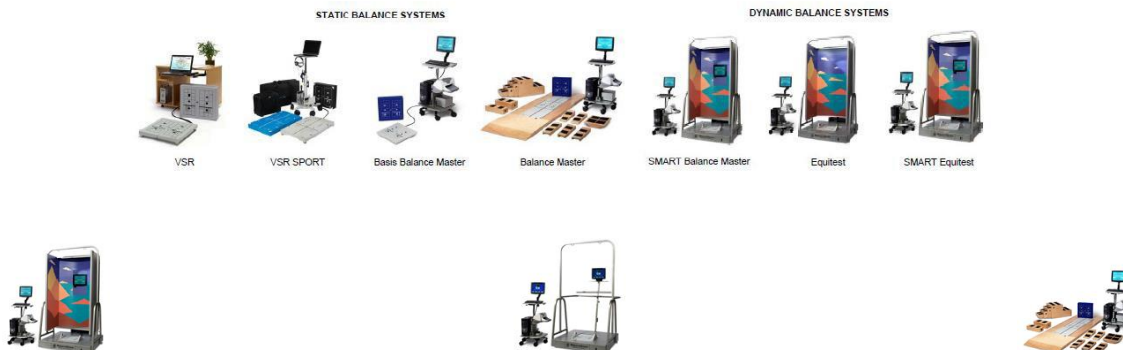 STATIC BALANCE SYSTEMS
DYNAMIC BALANCE SYSTEMS
VSR
VSR SPORT
Basis Balance Master
Balance Master
SMART Balance Master
Equitest
SMART Equitest